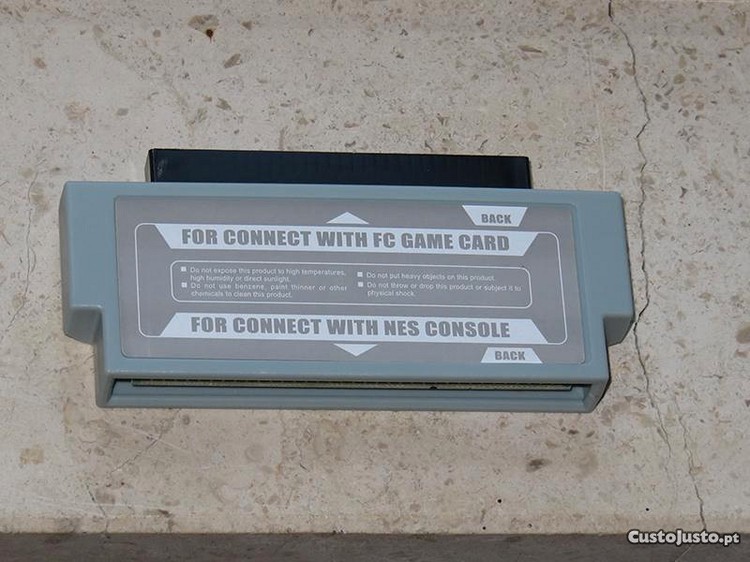 BACK
FOR CONNECT WITH FC GAME CARD
Do not expose this product to high temperatures,
high humidity or direct sunlight.
Do not use benzene, paint thinner or other
chemicals to clean this product.
Do not put heavy objects on this product.
Do not throw or drop this product or subject it to
physical shock.
FOR CONNECT WITH NES CONSOLE
BACK
CustoJusto.pt